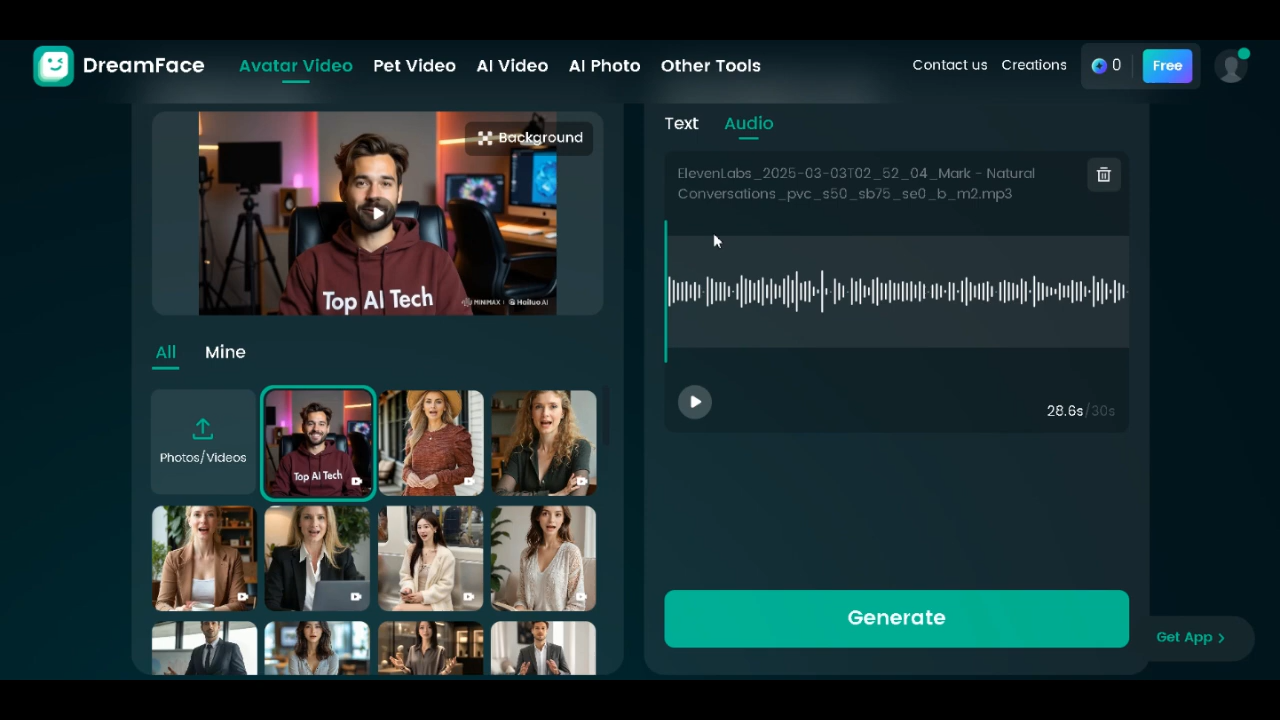 DreamFace
Avatar Video
Pet Video
AI Video
AI Photo
Other Tools
Contact us
Creations
0
Free
Background
Top AI Tech
MINIMAX | Hailuo AI
All
Mine
Photos/Videos
Top AI Tech
Text
Audio
ElevenLabs_2025-03-03T02_52_04_Mark - Natural
Conversations_pvc_s50_sb75_se0_b_m2.mp3
28.6s/30s
Generate
Get App >